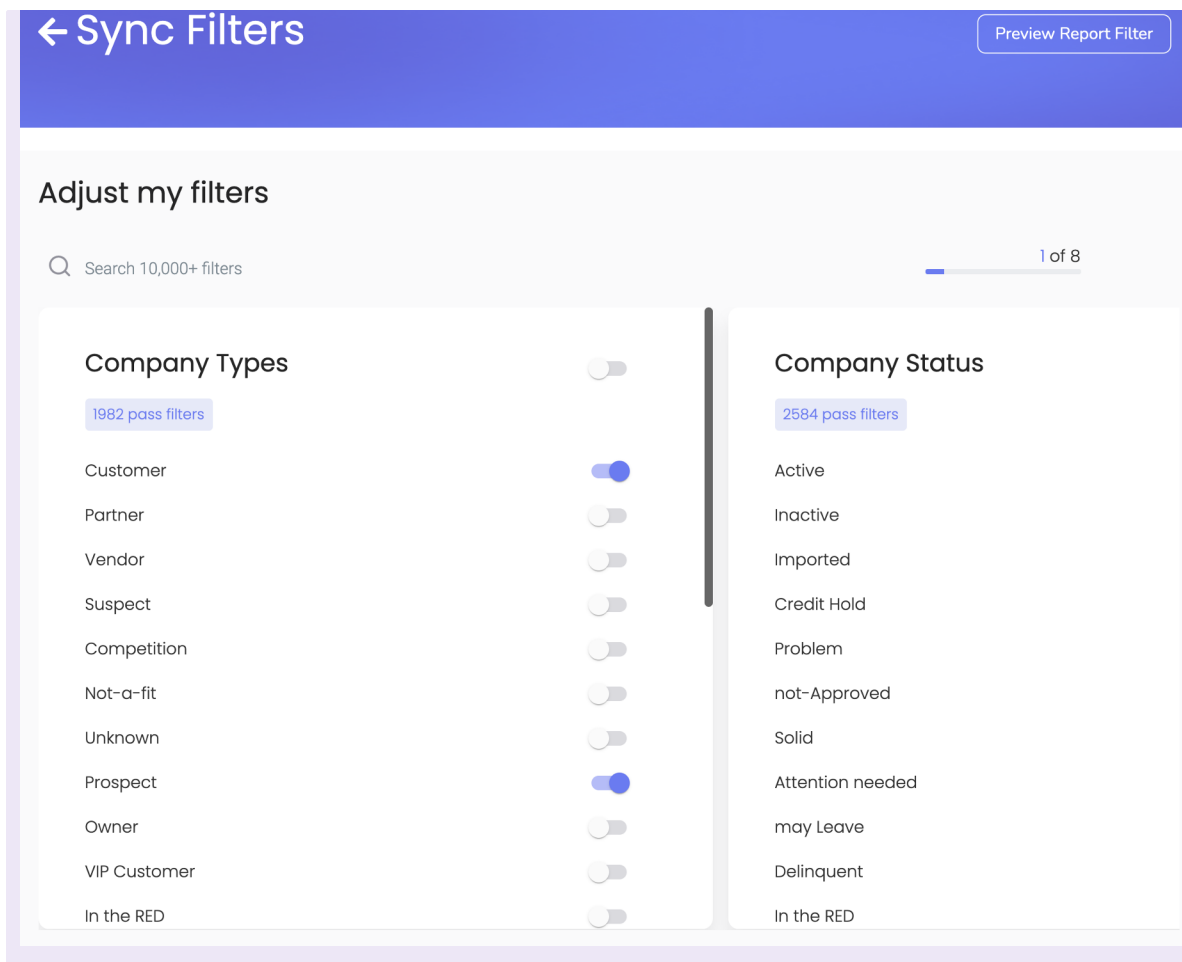 Sync Filters
Preview Report Filter
Adjust my filters
Search 10,000+ filters
1 of 8
Company Types
1982 pass filters
Customer
Partner
Vendor
Suspect
Competition
Not-a-fit
Unknown
Prospect
Owner
VIP Customer
In the RED
Company Status
2584 pass filters
Active
Inactive
Imported
Credit Hold
Problem
not-Approved
Solid
Attention needed
may Leave
Delinquent
In the RED